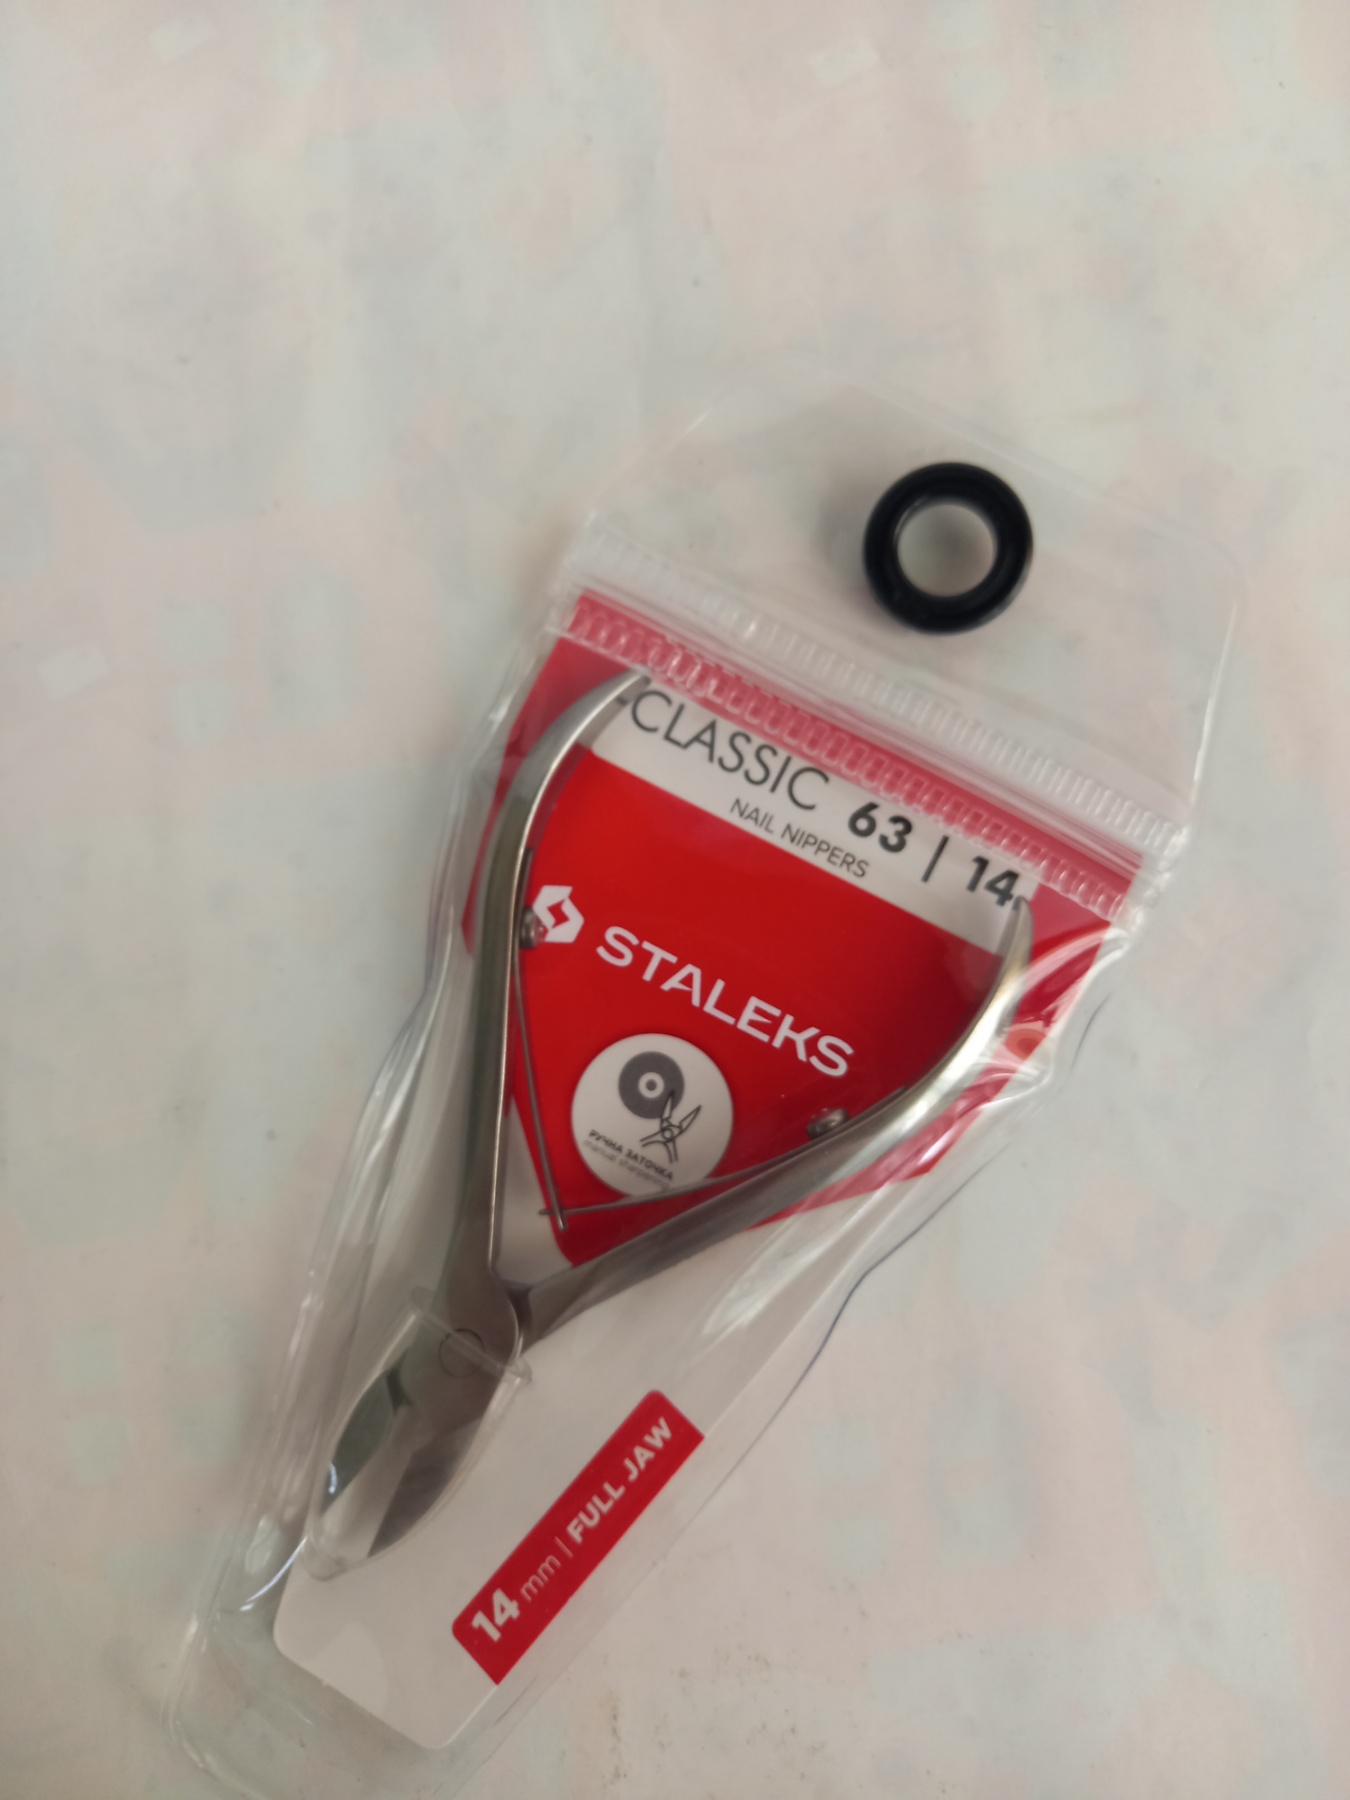 -CLASSIC 63 | 14
NAIL NIPPERS
STALEKS
РУЧНА ЗАТОЧКА
manual sharpening
14 mm | FULL JAW